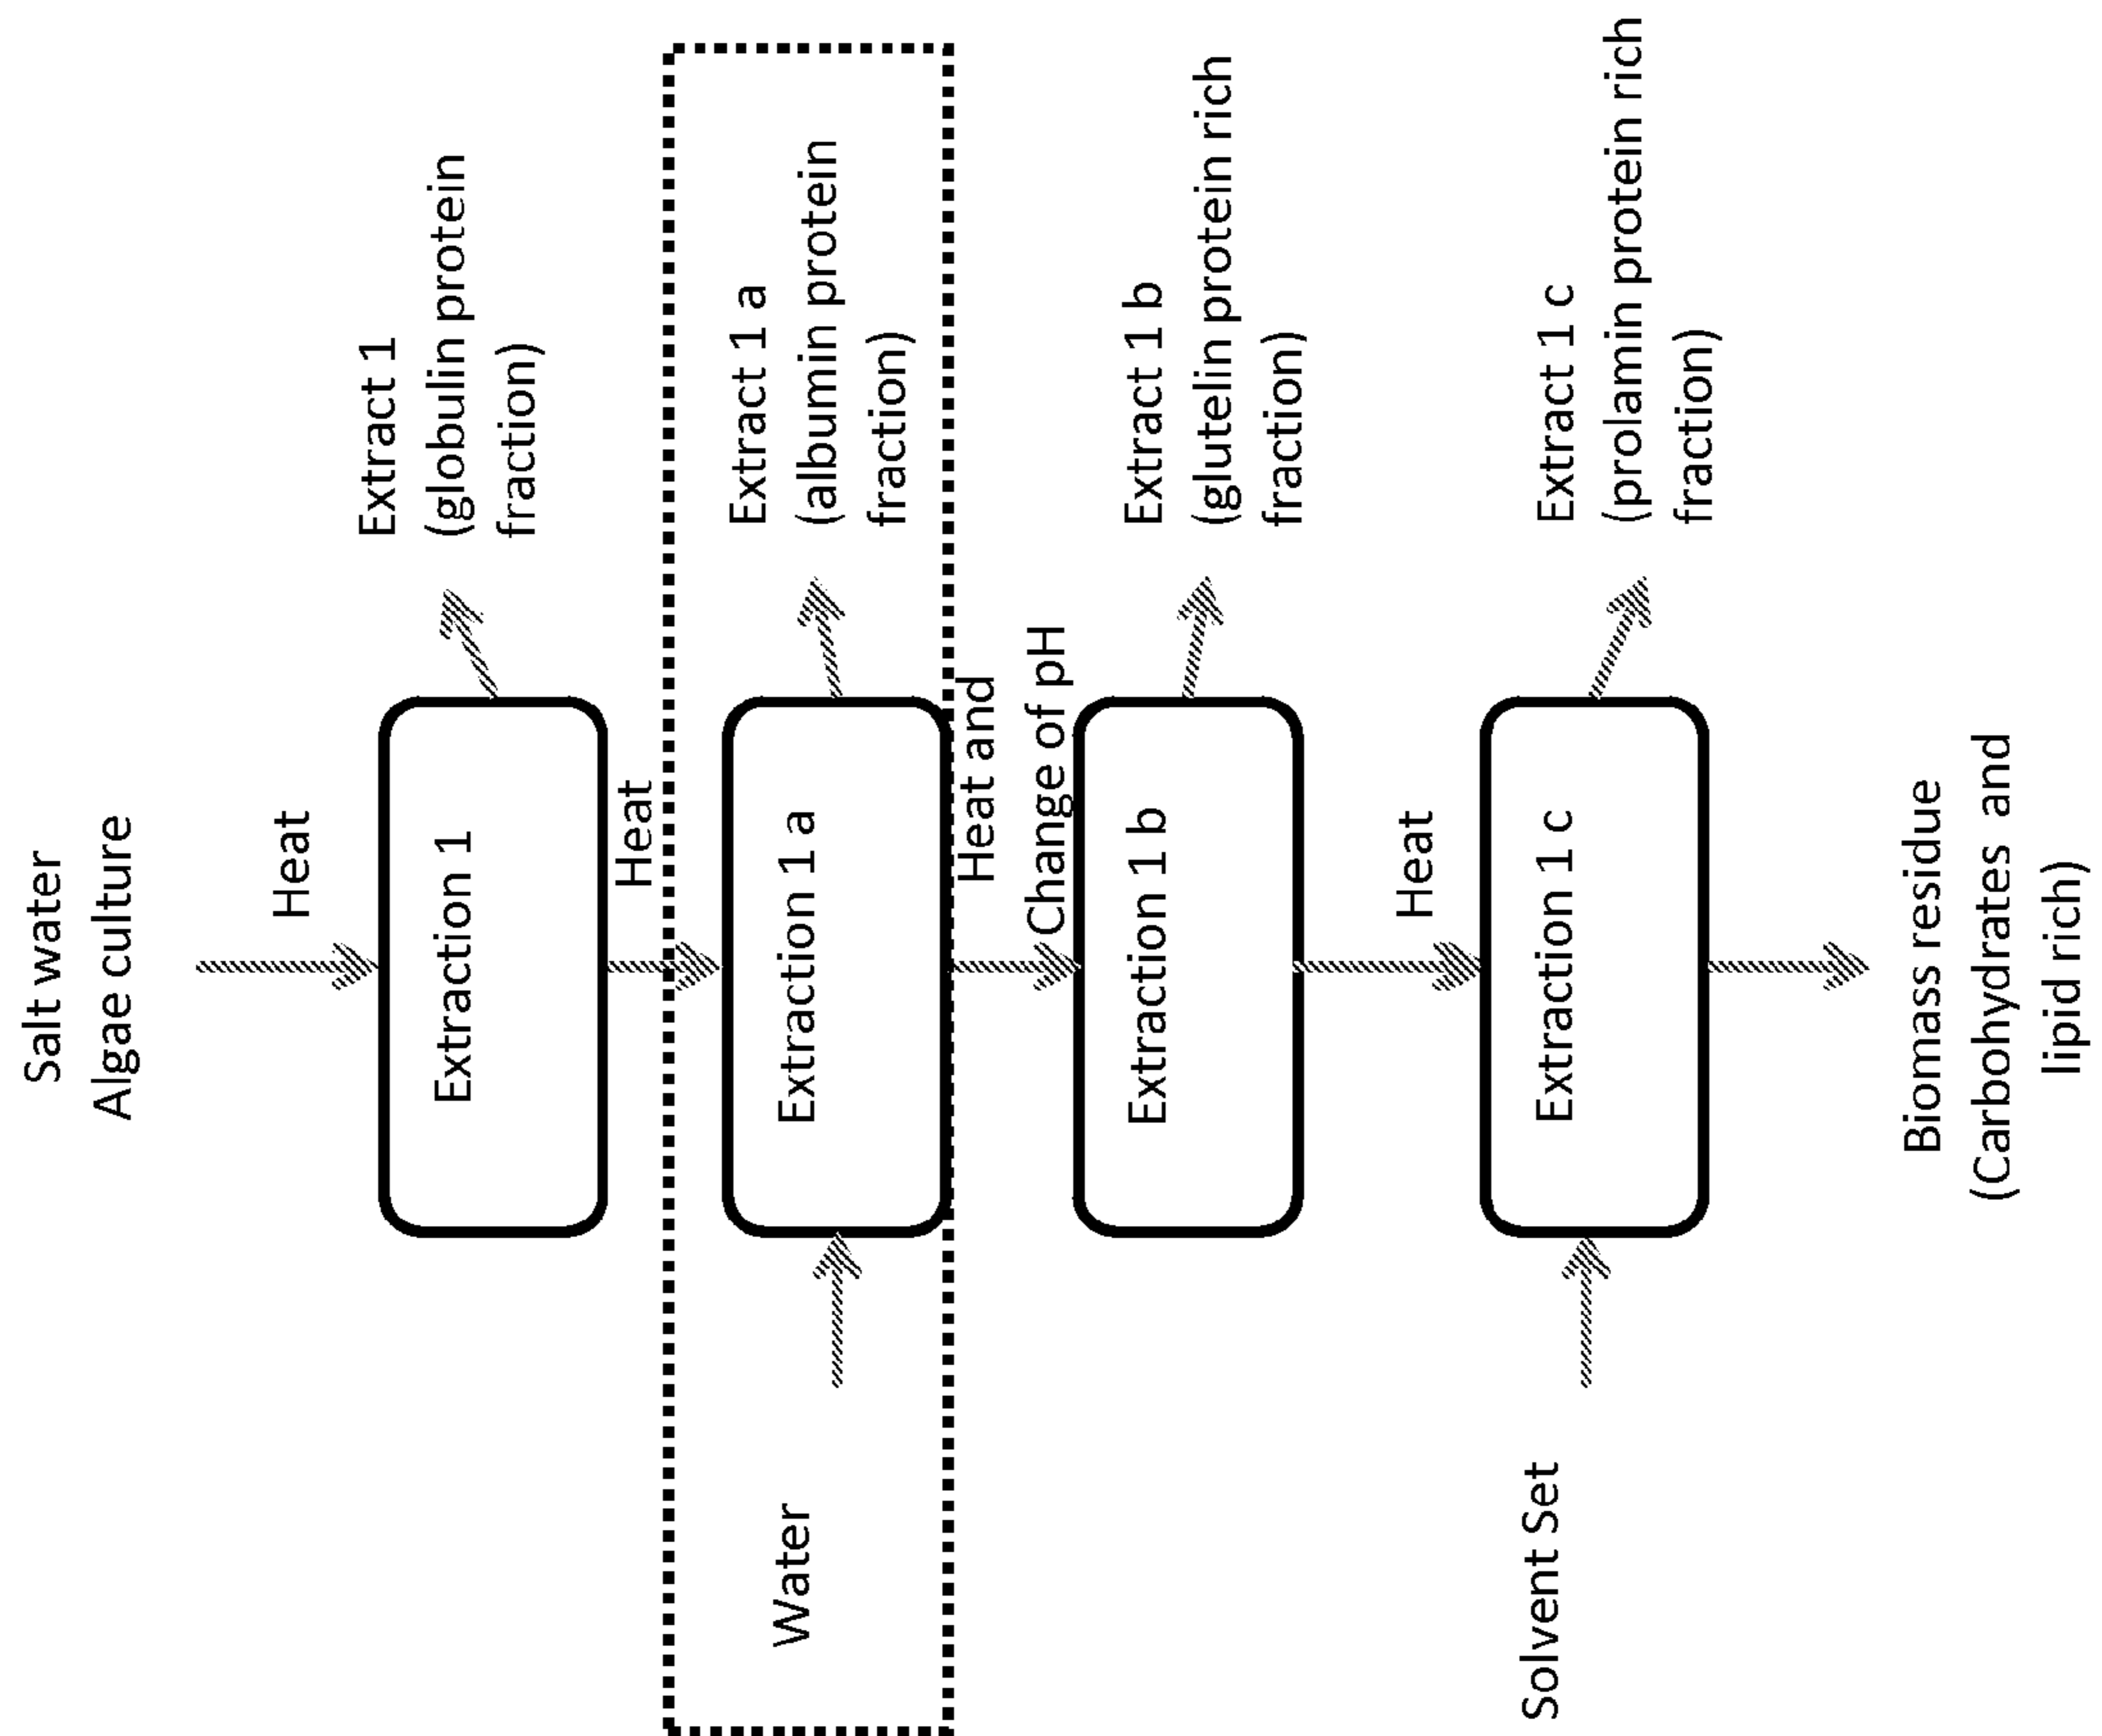 Salt water
Algae culture
Heat
Extraction 1
Extract 1
(globulin protein
fraction)
Heat
Water
Extraction 1 a
Extract 1 a
(albumin protein
fraction)
Heat and
Change of pH
Extraction 1 b
Extract 1 b
(glutelin protein rich
fraction)
Heat
Solvent Set
Extraction 1 c
Extract 1 c
(prolamin protein rich
fraction)
Biomass residue
(Carbohydrates and
lipid rich)